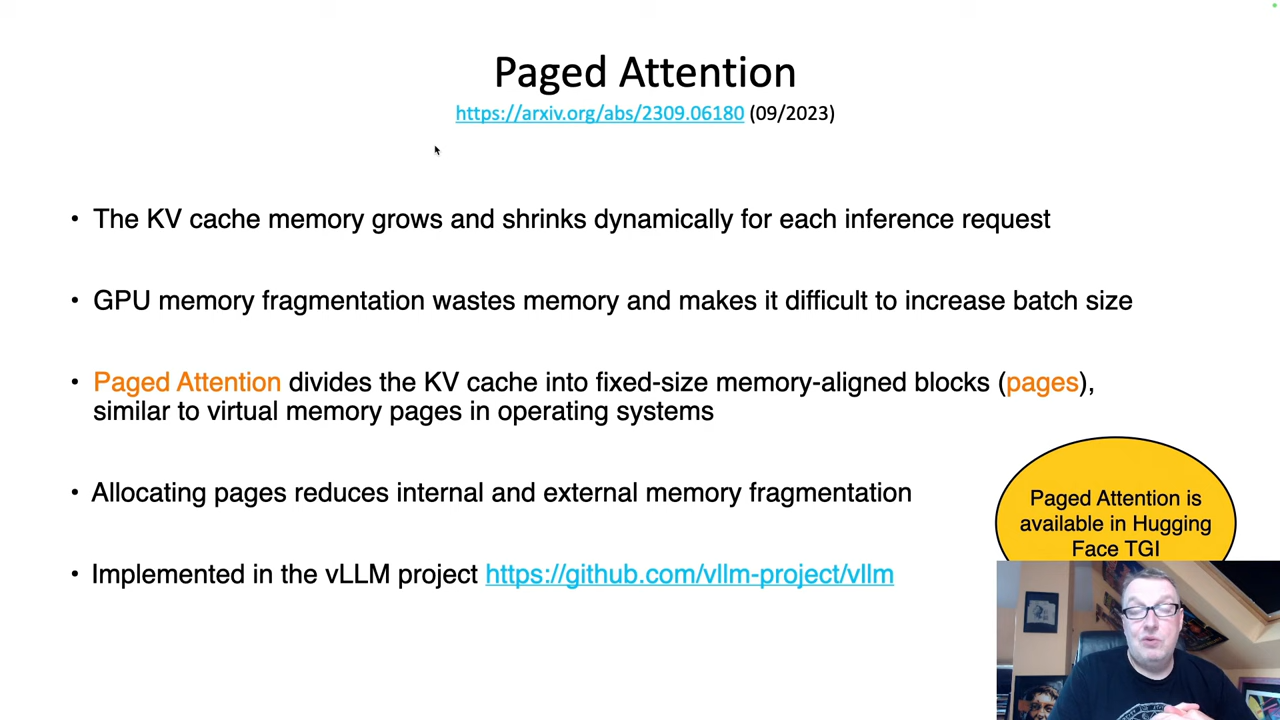 Paged Attention
https://arxiv.org/abs/2309.06180 (09/2023)
• The KV cache memory grows and shrinks dynamically for each inference request
• GPU memory fragmentation wastes memory and makes it difficult to increase batch size
• Paged Attention divides the KV cache into fixed-size memory-aligned blocks (pages),
similar to virtual memory pages in operating systems
• Allocating pages reduces internal and external memory fragmentation
• Implemented in the vLLM project https://github.com/vllm-project/vllm
Paged Attention is
available in Hugging
Face TGI